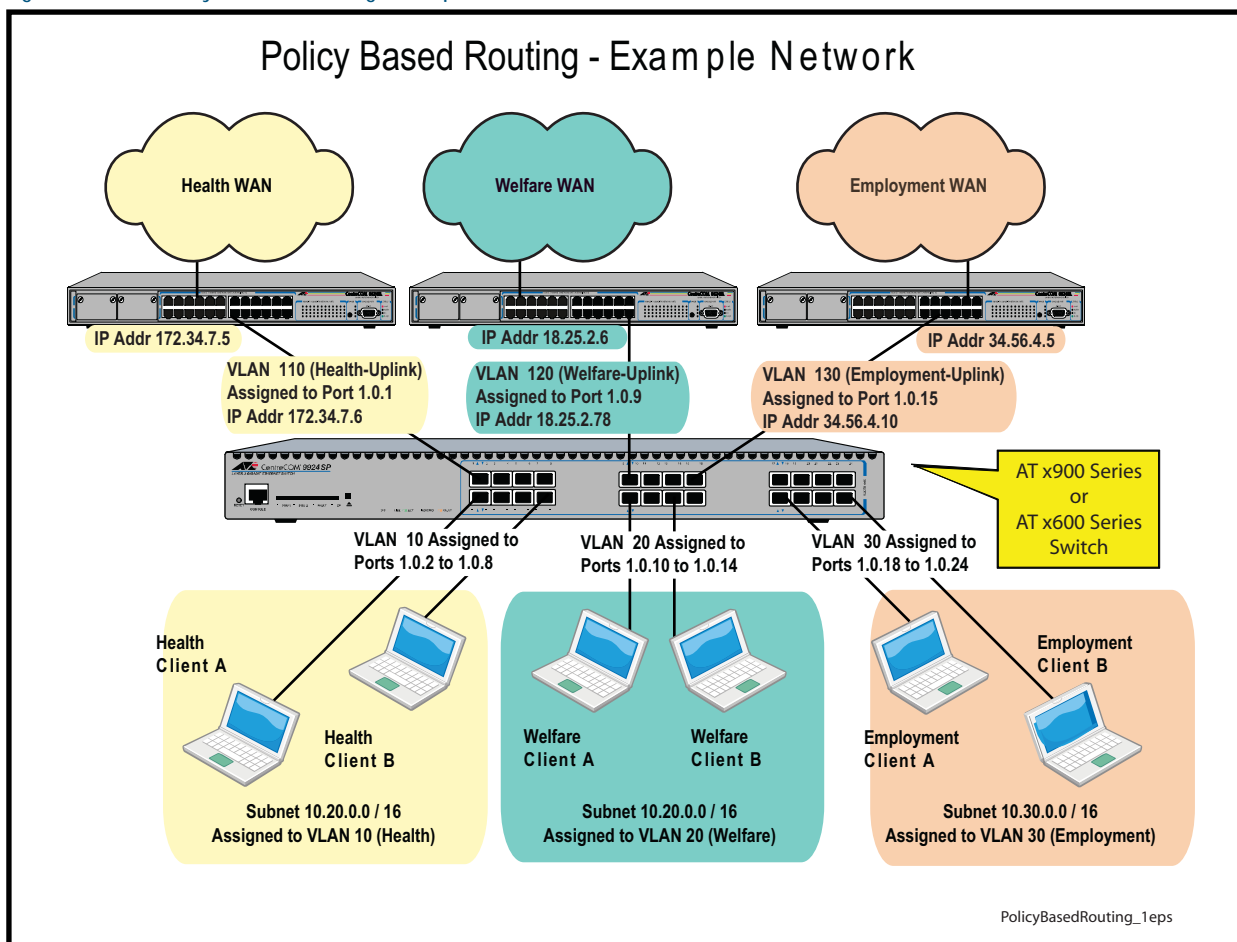 Policy Based Routing - Example Network
Health WAN
Welfare WAN
Employment WAN
IP Addr 172.34.7.5
IP Addr 18.25.2.6
IP Addr 34.56.4.5
VLAN 110 (Health-Uplink)
Assigned to Port 1.0.1
IP Addr 172.34.7.6
VLAN 120 (Welfare-Uplink)
Assigned to Port 1.0.9
IP Addr 18.25.2.78
VLAN 130 (Employment-Uplink)
Assigned to Port 1.0.15
IP Addr 34.56.4.10
CentreCOM 9924SP
CONSOLE
AT x900 Series
or
AT x600 Series
Switch
VLAN 10 Assigned to
Ports 1.0.2 to 1.0.8
VLAN 20 Assigned to
Ports 1.0.10 to 1.0.14
VLAN 30 Assigned to
Ports 1.0.18 to 1.0.24
Health
Client A
Health
Client B
Welfare
Client A
Welfare
Client B
Employment
Client A
Employment
Client B
Subnet 10.20.0.0 / 16
Assigned to VLAN 10 (Health)
Subnet 10.20.0.0 / 16
Assigned to VLAN 20 (Welfare)
Subnet 10.30.0.0 / 16
Assigned to VLAN 30 (Employment)
PolicyBasedRouting_1eps